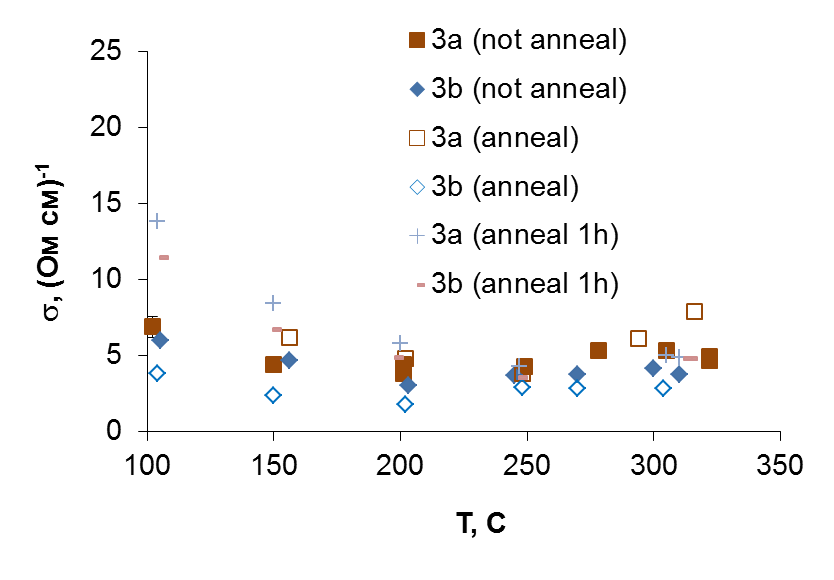 3a (not anneal)
3b (not anneal)
3a (anneal)
3b (anneal)
3a (anneal 1h)
3b (anneal 1h)
σ, (Ом см)-1
25
20
15
10
5
0
100 150 200 250 300 350
T, C